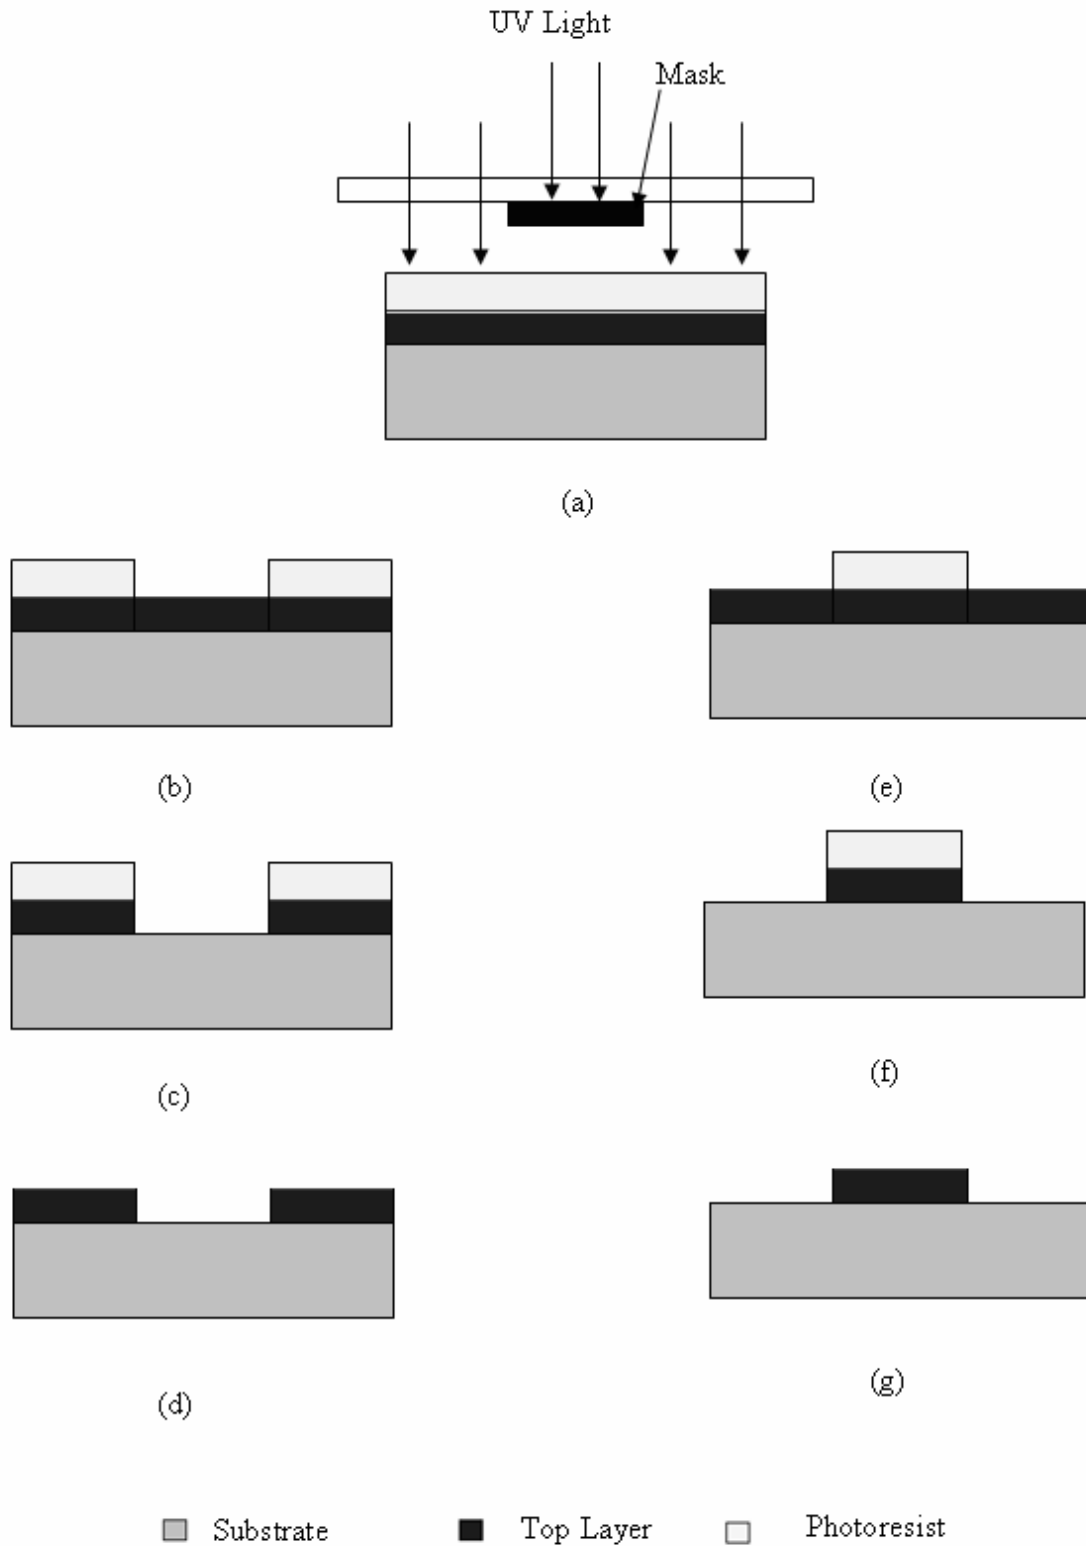 UV Light
Mask
(a)
(b)
(e)
(c)
(f)
(d)
(g)
Substrate
Top Layer
Photoresist